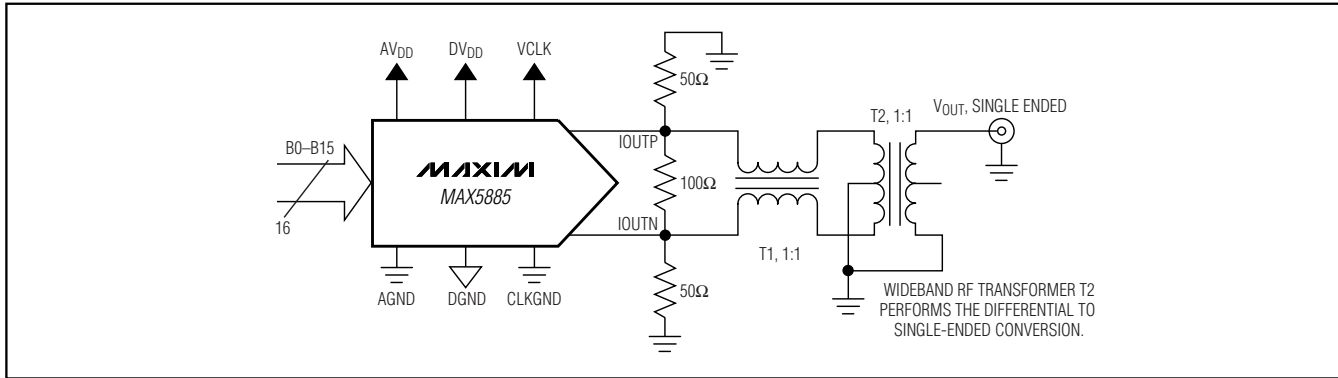 AVDD
DVDD
VCLK
50Ω
VOUT, SINGLE ENDED
T2, 1:1
IOUTP
B0–B15
MAXIM
MAX5885
100Ω
16
IOUTN
T1, 1:1
50Ω
AGND
DGND
CLKGND
WIDEBAND RF TRANSFORMER T2
PERFORMS THE DIFFERENTIAL TO
SINGLE-ENDED CONVERSION.